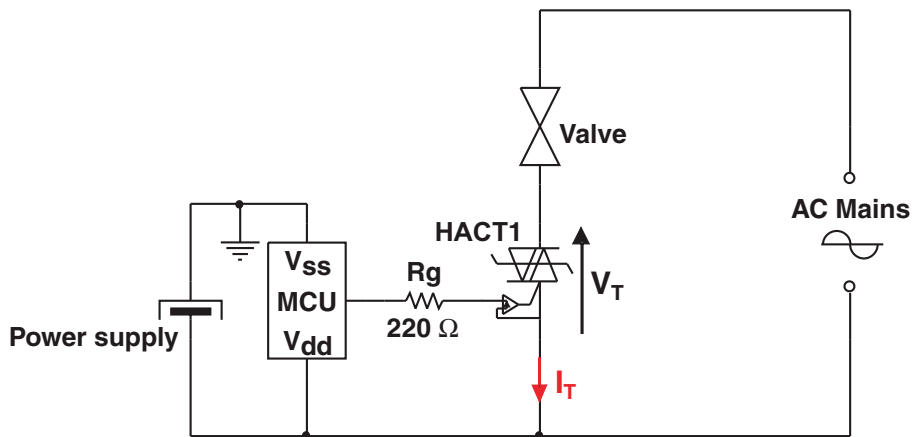 Valve
AC Mains
HACT1
VT
VSS
MCU
Vdd
Rg
220 Ω
Power supply
IT